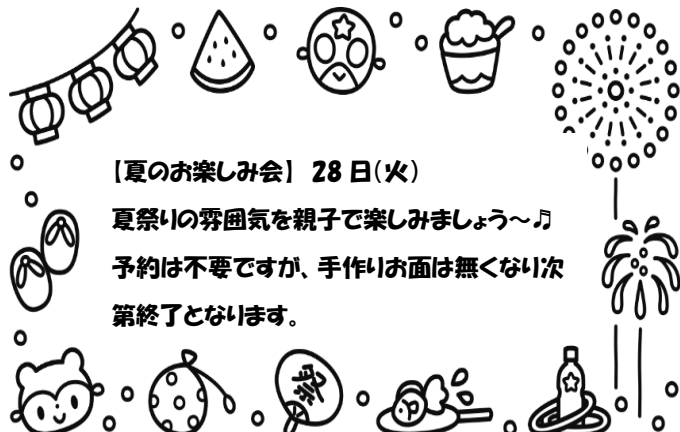 【夏のお楽しみ会】 28日(火)
夏祭りの雰囲気を親子で楽しみましょう～♬
予約は不要ですが、手作りお面は無くなり次
第終了となります。
祭